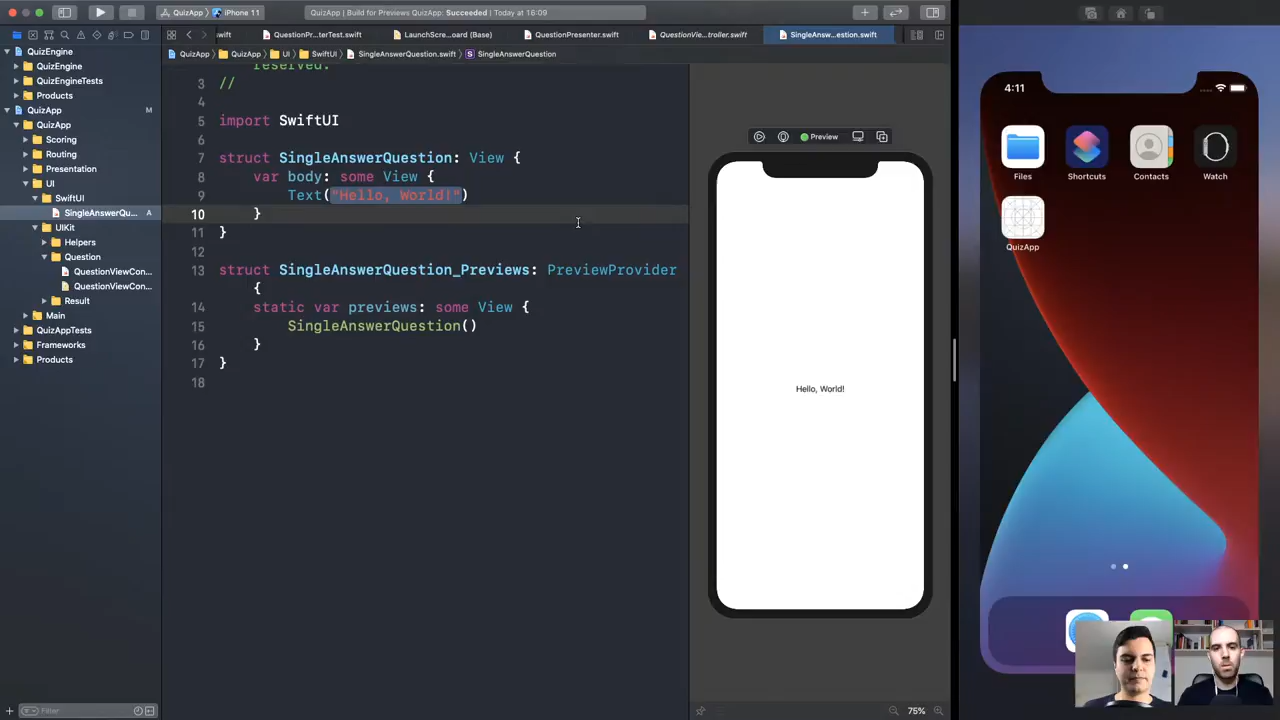 QuizApp
iPhone 11
QuizApp | Build for Previews QuizApp: Succeeded | Today at 16:09
QuizEngine
QuizEngine
QuizEngineTests
Products
QuizApp M
QuizApp
Scoring
Routing
Presentation
UI
SwiftUI
SingleAnswerQu... A
UIKit
Helpers
Question
QuestionViewCon...
QuestionViewCon...
Result
Main
QuizAppTests
Frameworks
Products
Filter
swift
QuestionPr...terTest.swift
LaunchScre...oard (Base)
QuestionPresenter.swift
QuestionVie...troller.swift
SingleAnsw...estion.swift
QuizApp
QuizApp
UI
SwiftUI
SingleAnswerQuestion.swift
S SingleAnswerQuestion
reserved.
3 //
4
5 import SwiftUI
6
7 struct SingleAnswerQuestion: View {
8 var body: some View {
9 Text("Hello, World!")
10 }
11 }
12
13 struct SingleAnswerQuestion_Previews: PreviewProvider
{
14 static var previews: some View {
15 SingleAnswerQuestion()
16 }
17 }
18
Preview
Hello, World!
75%
4:11
Files
Shortcuts
Contacts
Watch
QuizApp